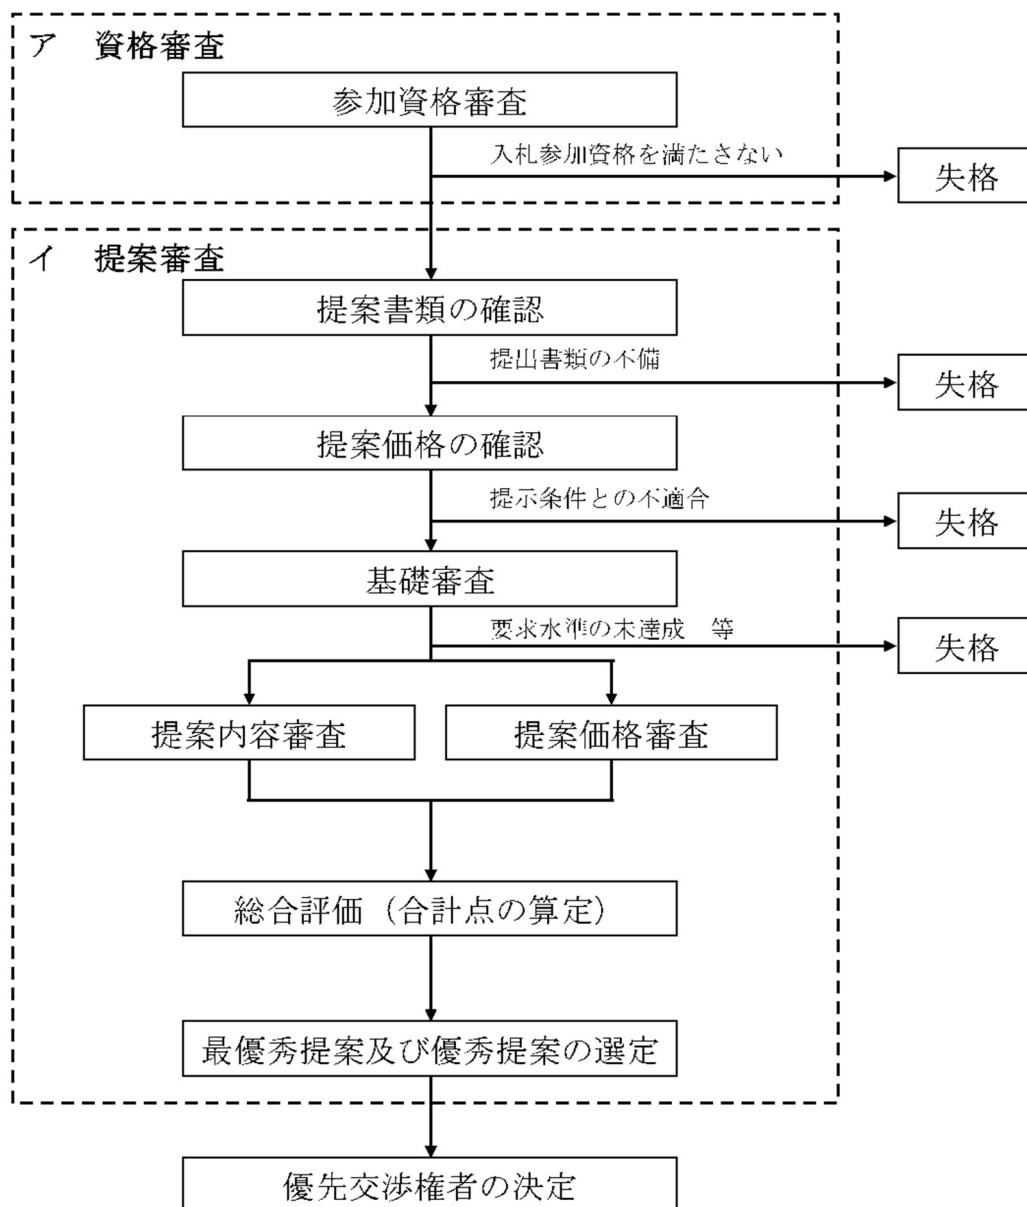 ア 資格審査
参加資格審査
入札参加資格を満たさない
失格
イ 提案審査
提案書類の確認
提出書類の不備
失格
提案価格の確認
提示条件との不適合
失格
基礎審査
要求水準の未達成 等
失格
提案内容審査
提案価格審査
総合評価（合計点の算定）
最優秀提案及び優秀提案の選定
優先交渉権者の決定